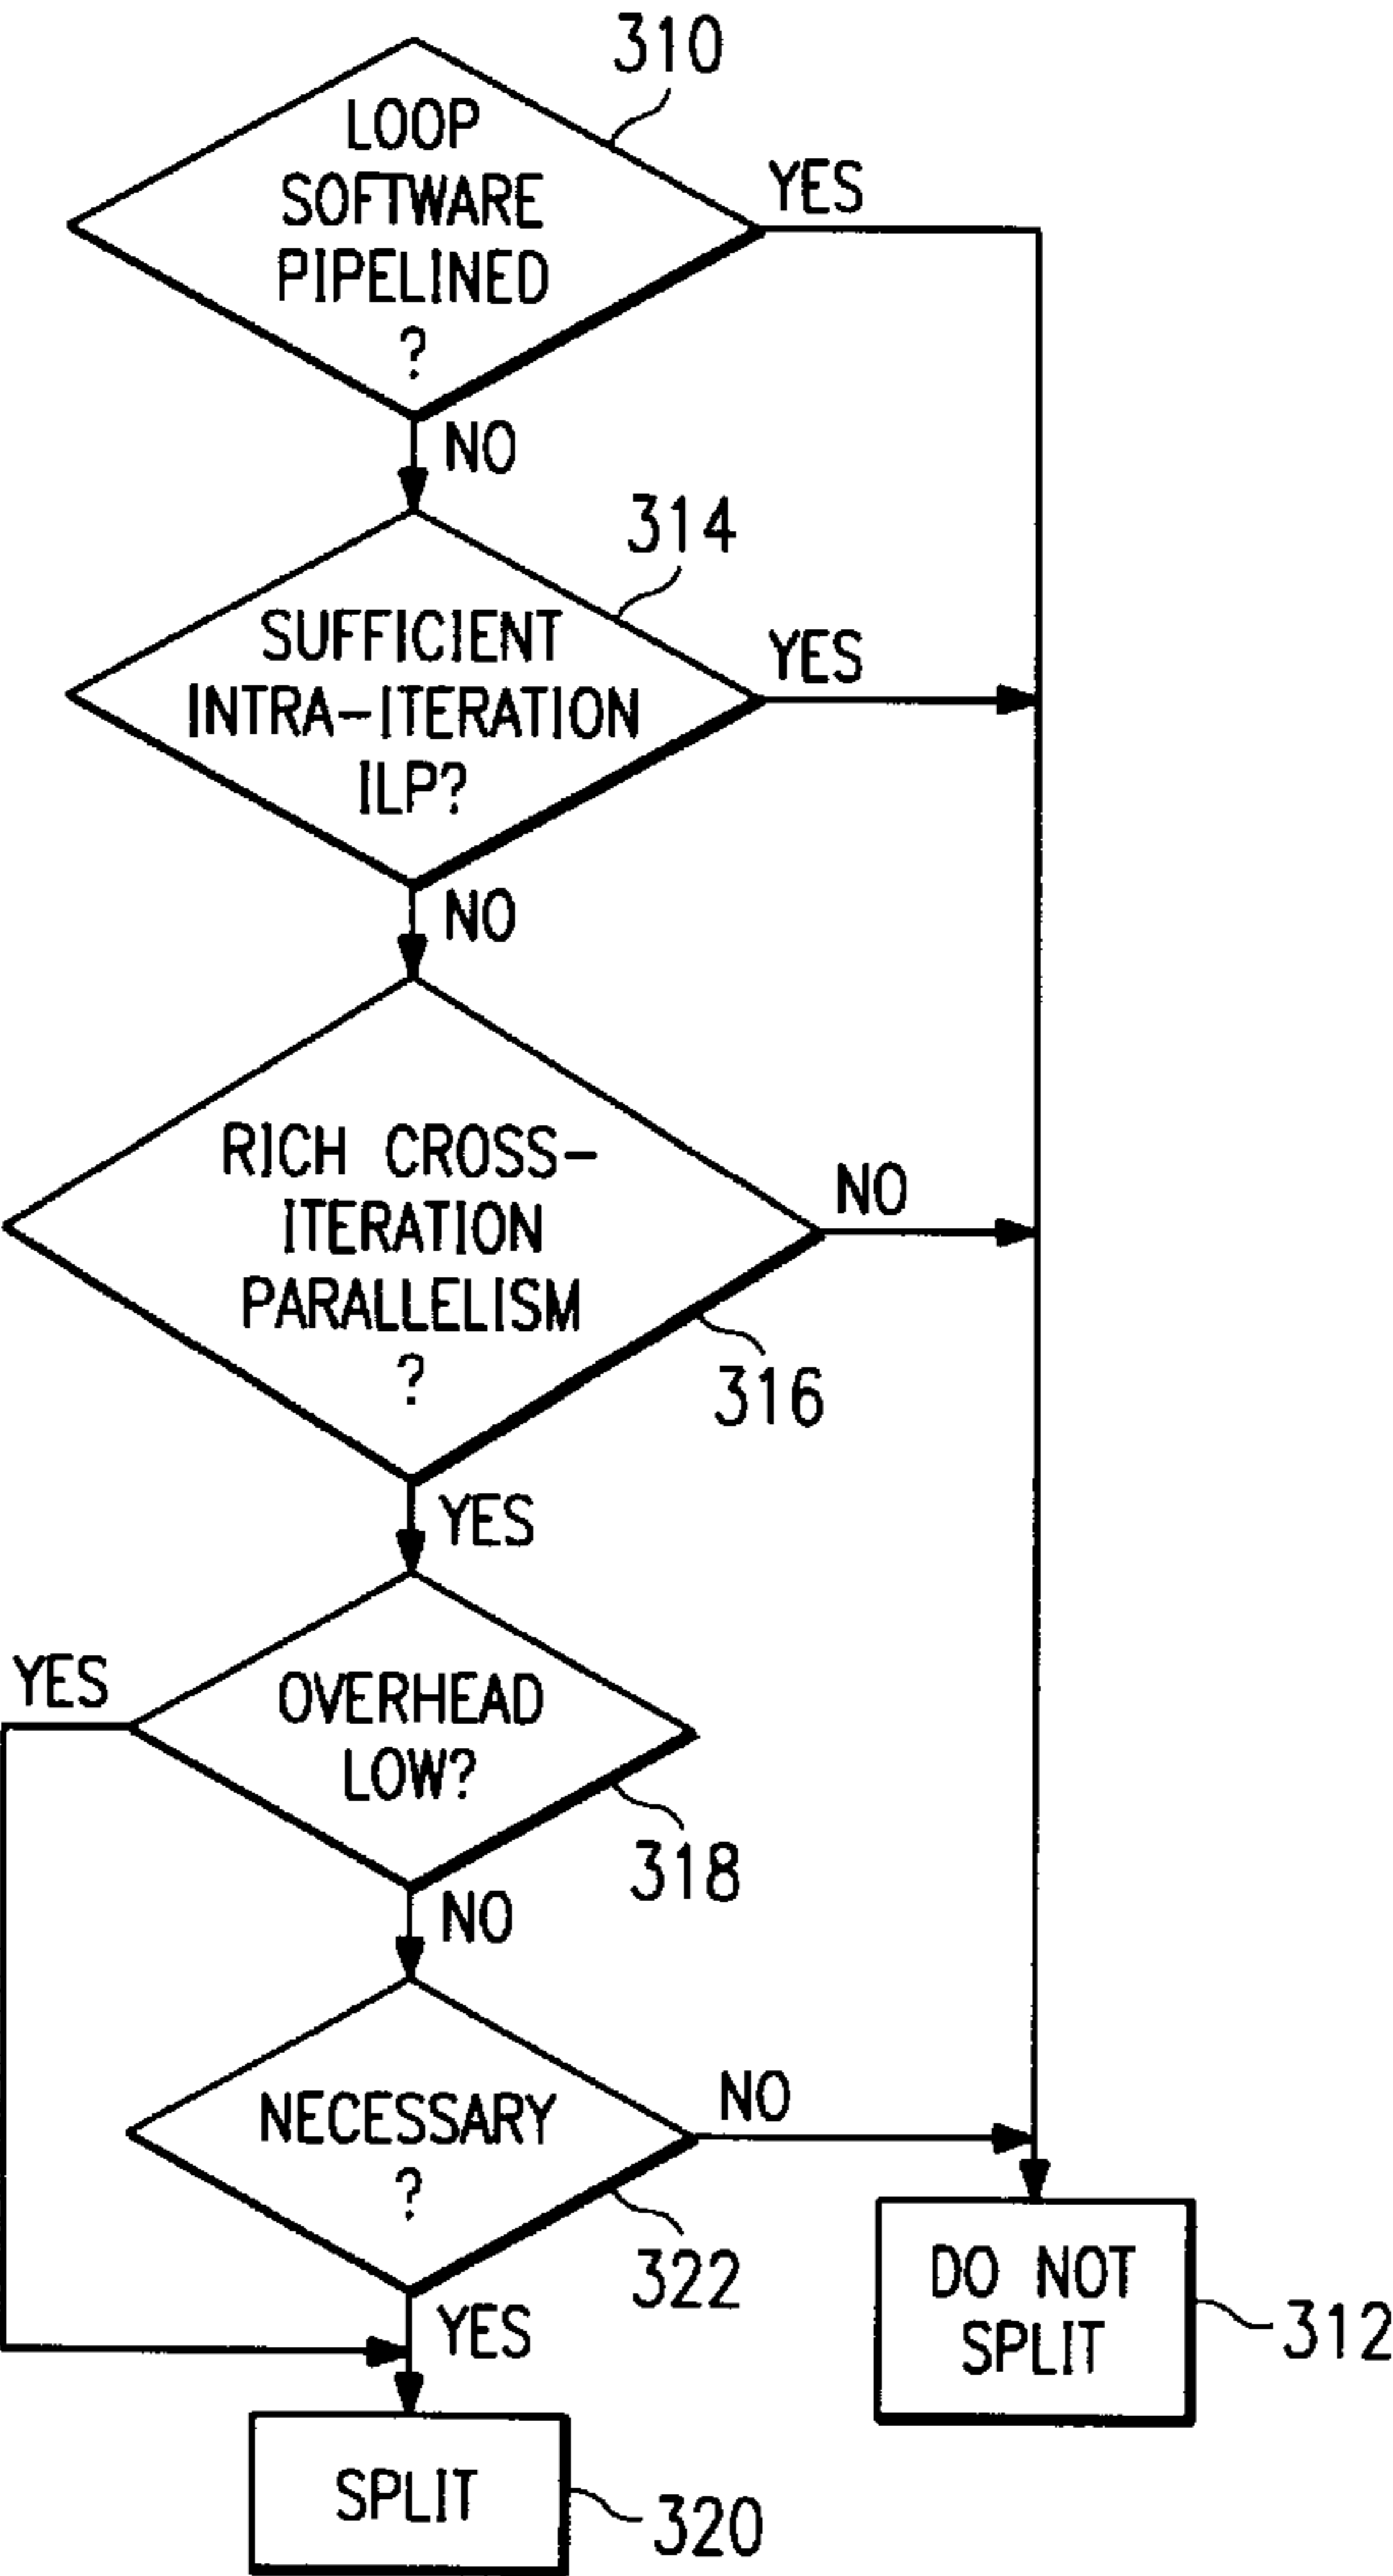 310
LOOP
SOFTWARE
PIPELINED
?
YES
NO
314
SUFFICIENT
INTRA-ITERATION
ILP?
YES
NO
RICH CROSS-
ITERATION
PARALLELISM
?
NO
316
YES
YES
OVERHEAD
LOW?
318
NO
NECESSARY
?
NO
322
YES
DO NOT
SPLIT
312
SPLIT
320